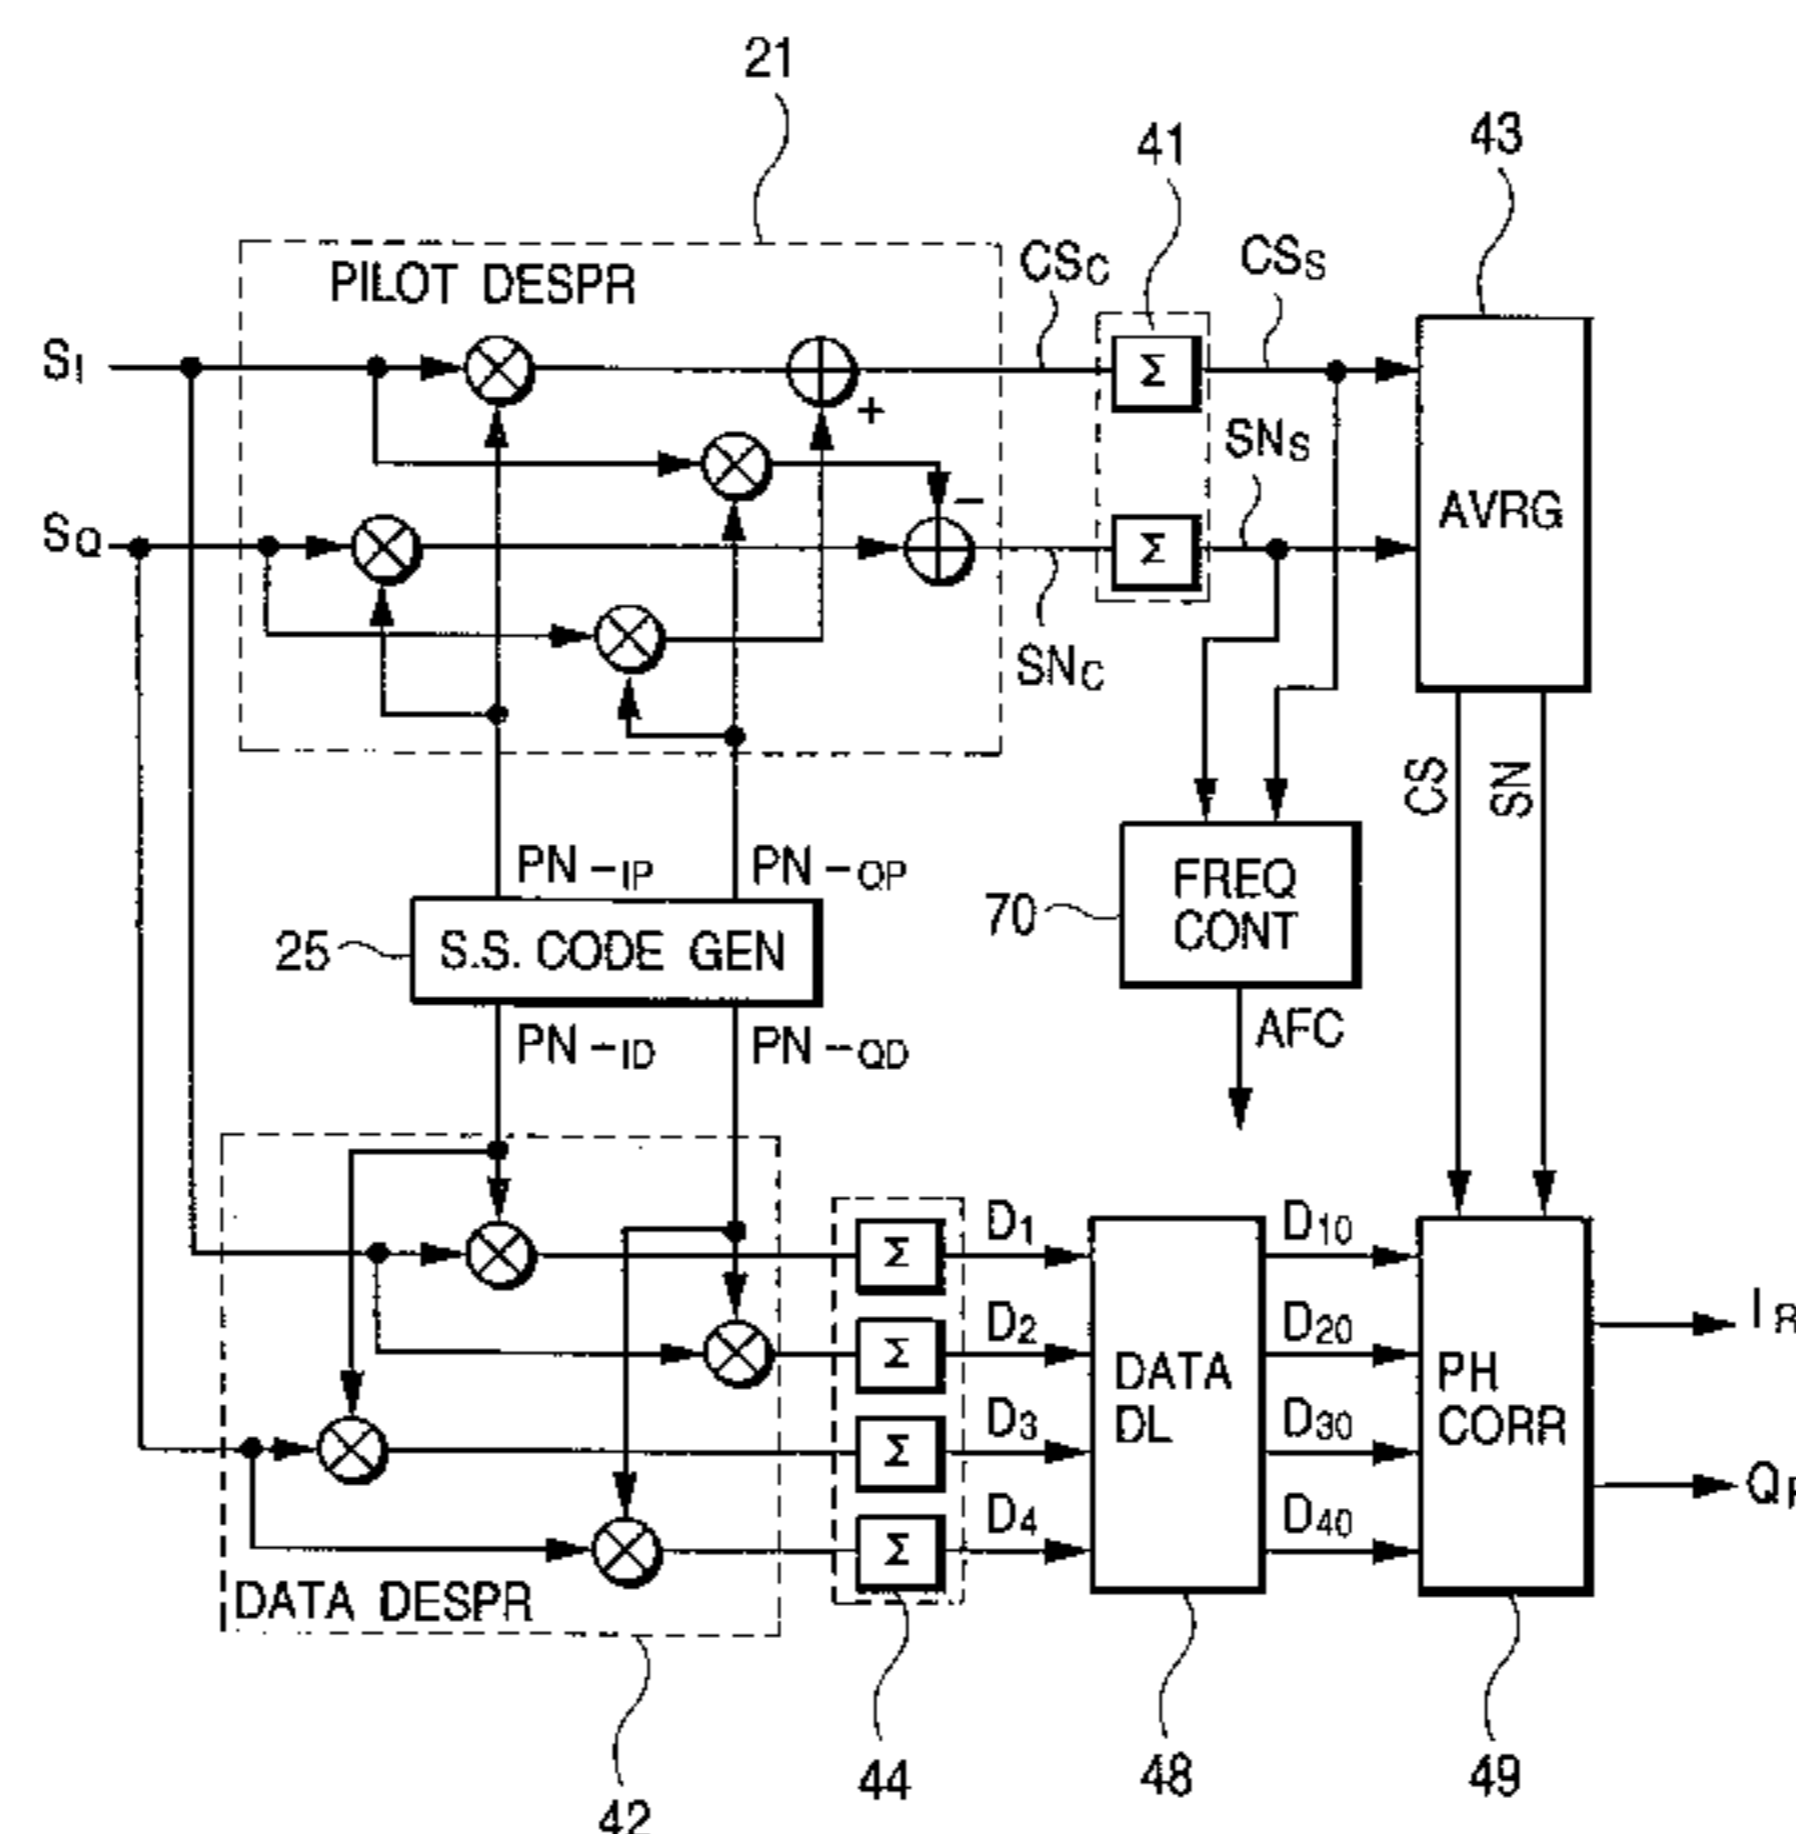 21
41
43
PILOT DESPR
CSC
CSS
SI
Σ
+
SNS
AVRG
−
SQ
Σ
SNC
CS
SN
PN-IP
PN-QP
FREQ
CONT
70
25
S.S. CODE GEN
PN-ID
PN-QD
AFC
D1
D10
Σ
D2
D20
IR
Σ
DATA
DL
PH
CORR
D3
D30
Σ
Q
D4
D40
Σ
DATA DESPR
44
48
49
42